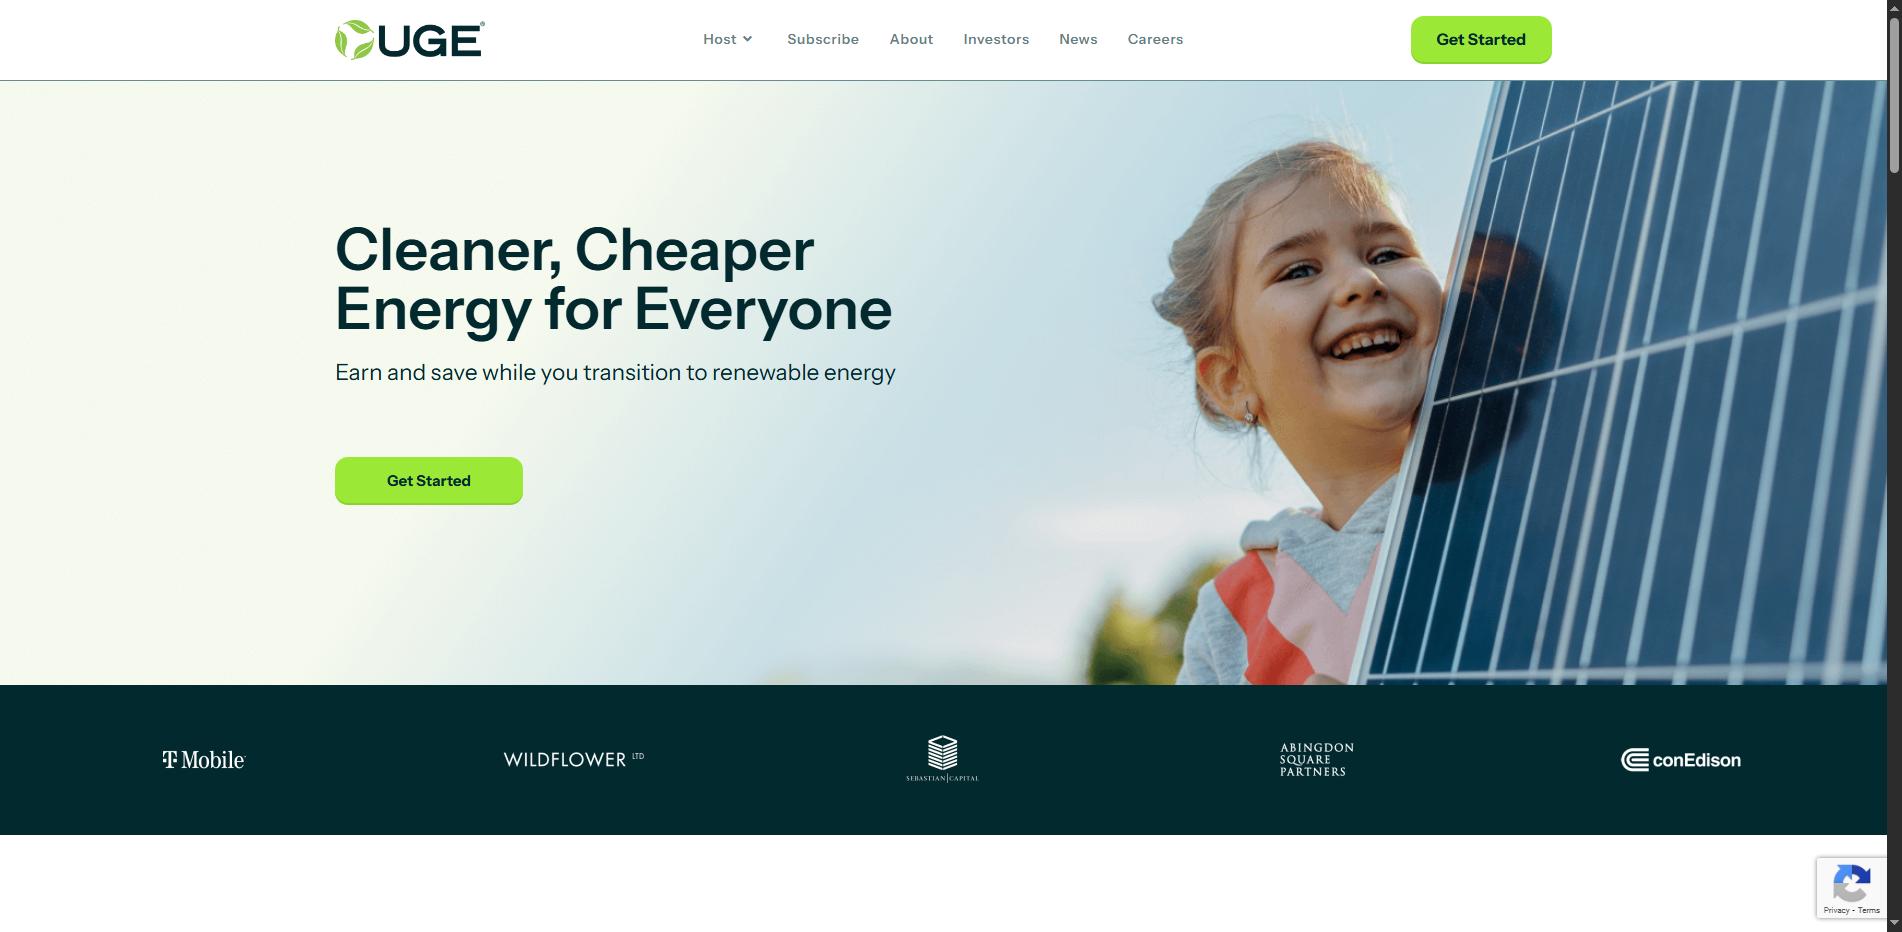 UGE®
Host
Subscribe
About
Investors
News
Careers
Get Started
Cleaner, Cheaper
Energy for Everyone
Earn and save while you transition to renewable energy
Get Started
T Mobile
WILDFLOWER LTD
SEBASTIAN|CAPITAL
ABINGDON
SQUARE
PARTNERS
conEdison
Privacy - Terms